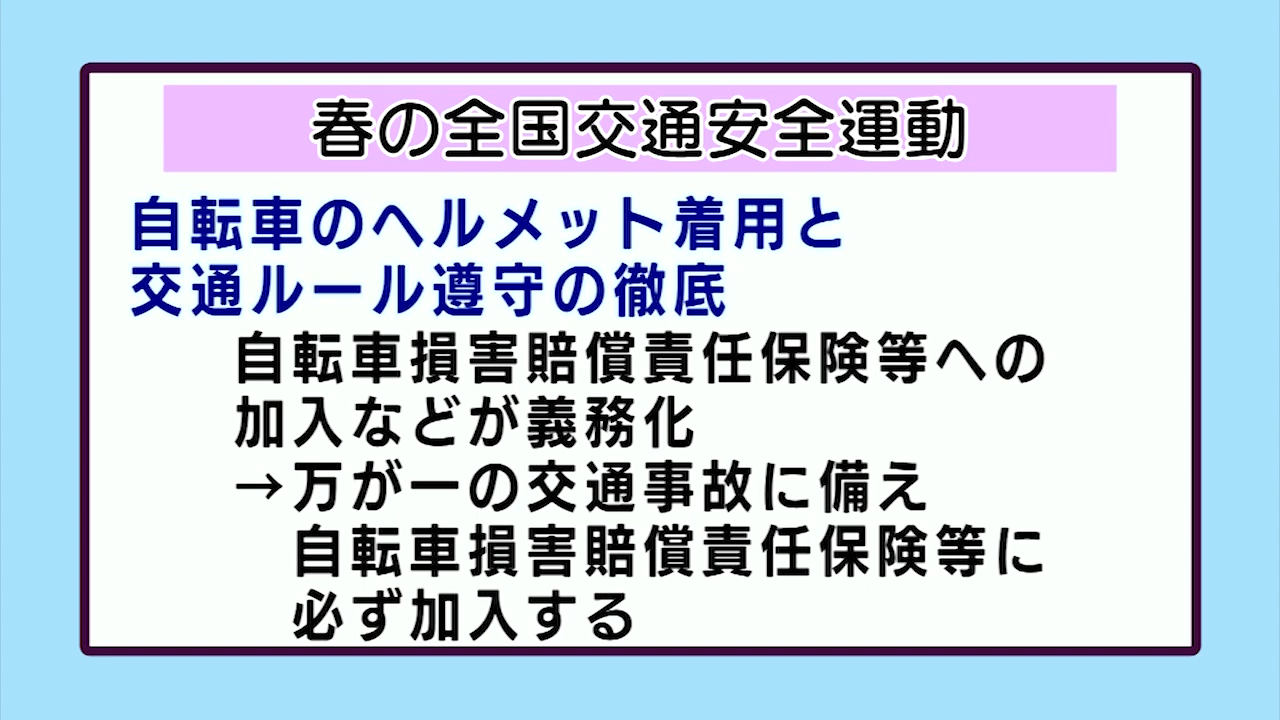 春の全国交通安全運動
自転車のヘルメット着用と
交通ルール遵守の徹底
自転車損害賠償責任保険等への
加入などが義務化
→万が一の交通事故に備え
自転車損害賠償責任保険等に
必ず加入する